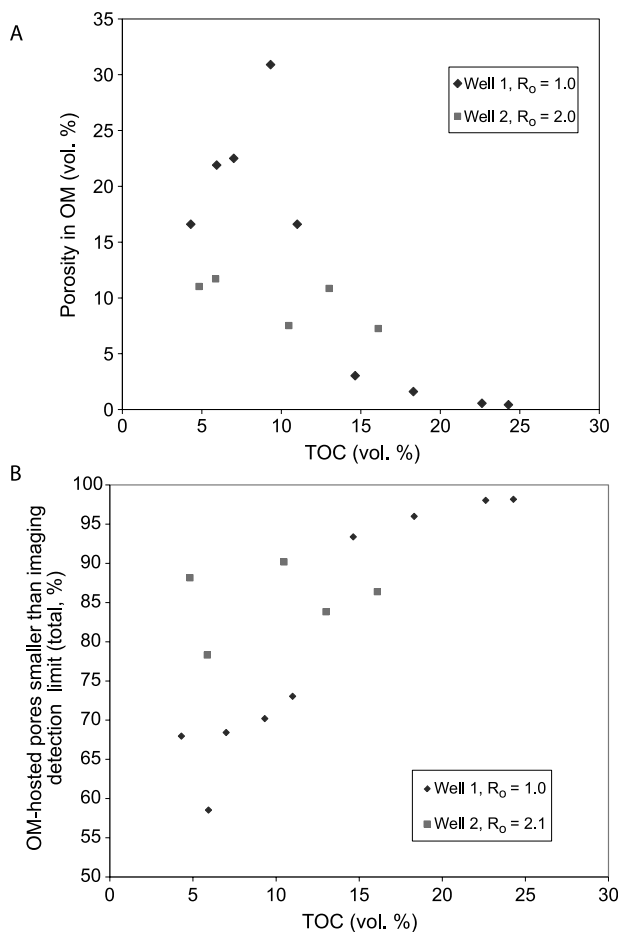 A
Porosity in OM (vol. %)
35
30
25
20
15
10
5
0
0 5 10 15 20 25 30
TOC (vol. %)
Well 1, Rₒ = 1.0
Well 2, Rₒ = 2.0
B
OM-hosted pores smaller than imaging
detection limit (total, %)
100
95
90
85
80
75
70
65
60
55
50
0 5 10 15 20 25 30
TOC (vol. %)
Well 1, Rₒ = 1.0
Well 2, Rₒ = 2.1